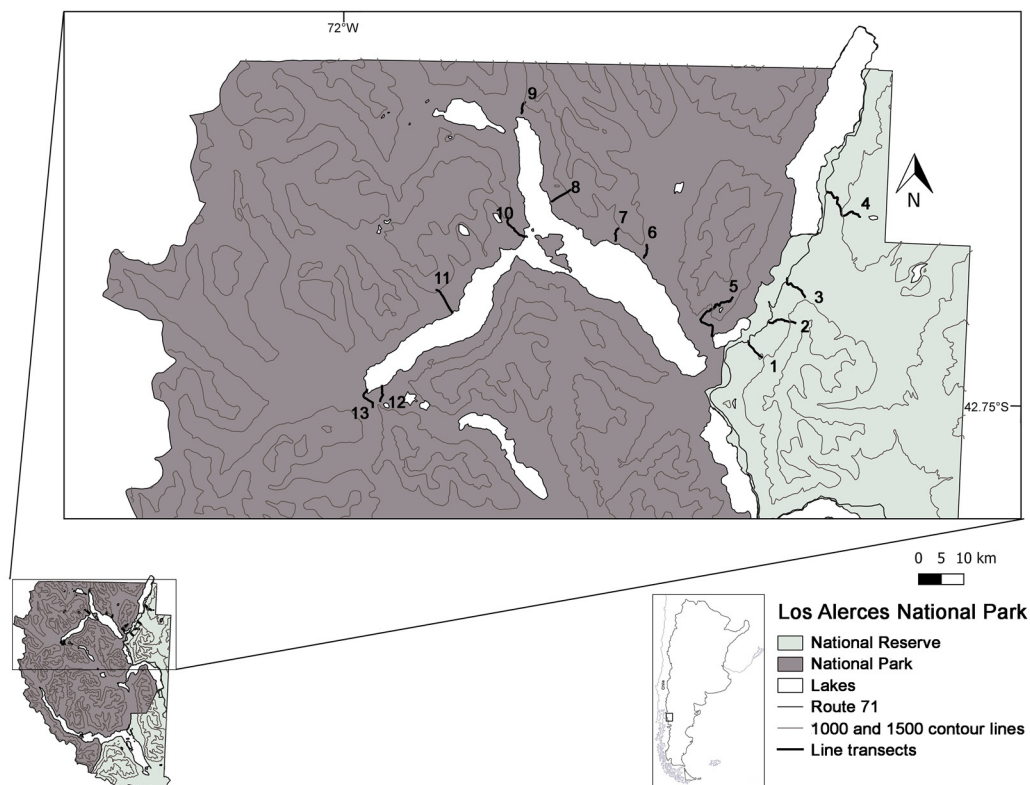 72°W
9
8
4
10
7
6
N
11
5
3
2
1
12
13
42.75°S
0 5 10 km
Los Alerces National Park
National Reserve
National Park
Lakes
Route 71
1000 and 1500 contour lines
Line transects